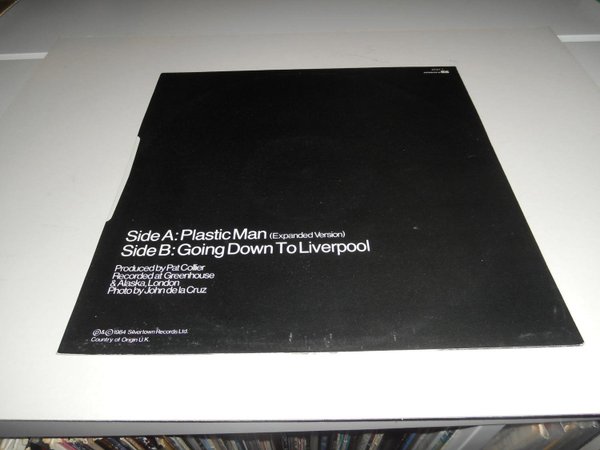 Side A: Plastic Man (Expanded Version)
Side B: Going Down To Liverpool
Produced by Pat Collier
Recorded at Greenhouse
& Alaska, London
Photo by John de la Cruz
℗&©1984 Silvertown Records Ltd.
Country of Origin U.K.